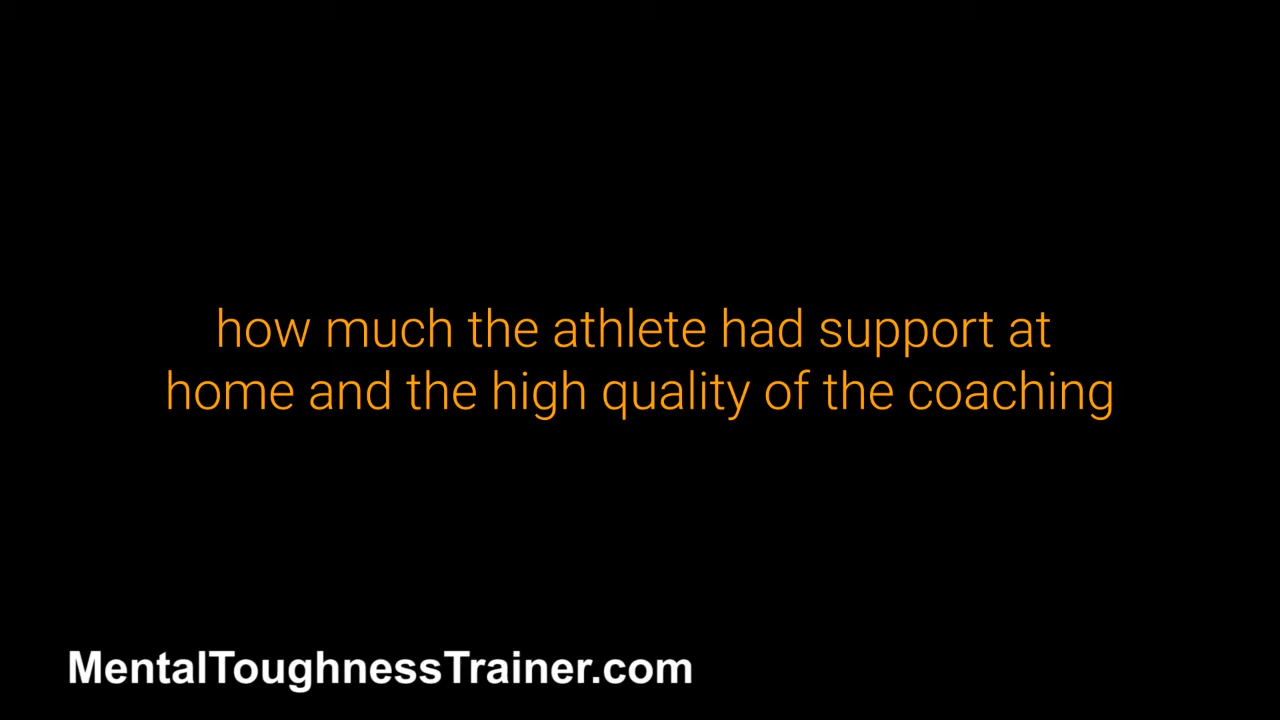 how much the athlete had support at
home and the high quality of the coaching
MentalToughnessTrainer.com